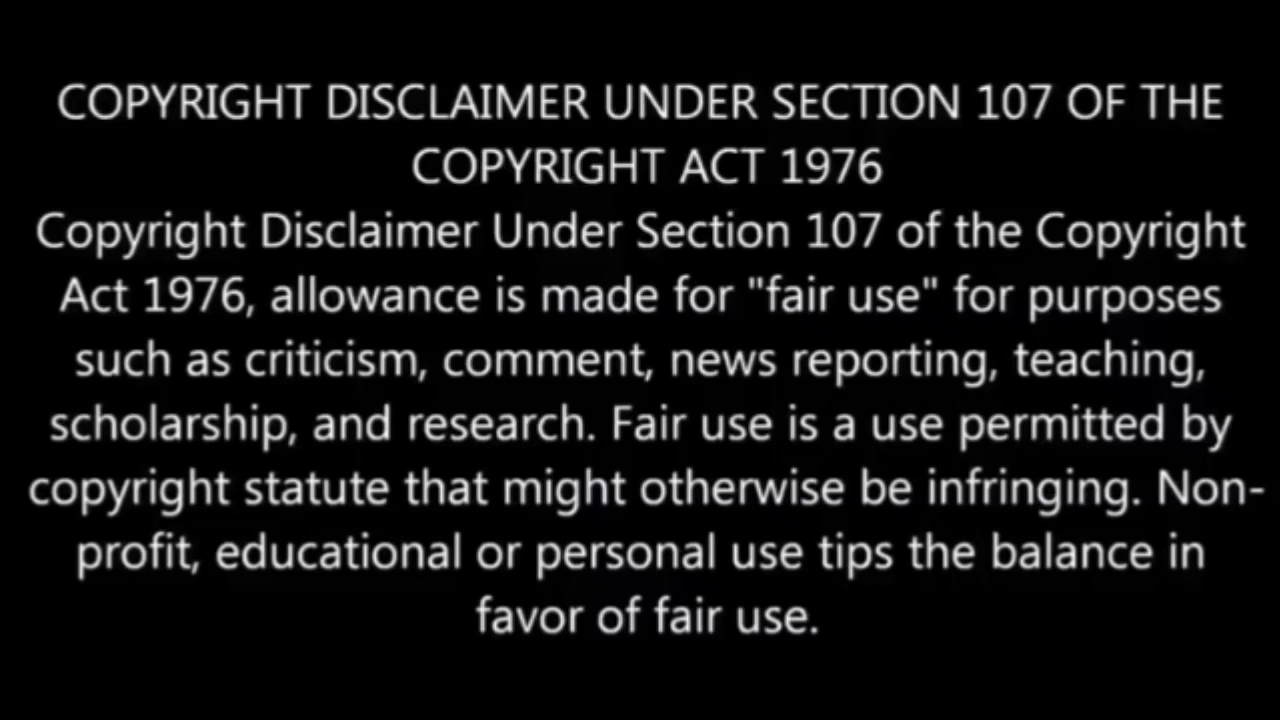 COPYRIGHT DISCLAIMER UNDER SECTION 107 OF THE
COPYRIGHT ACT 1976
Copyright Disclaimer Under Section 107 of the Copyright
Act 1976, allowance is made for "fair use" for purposes
such as criticism, comment, news reporting, teaching,
scholarship, and research. Fair use is a use permitted by
copyright statute that might otherwise be infringing. Non-
profit, educational or personal use tips the balance in
favor of fair use.